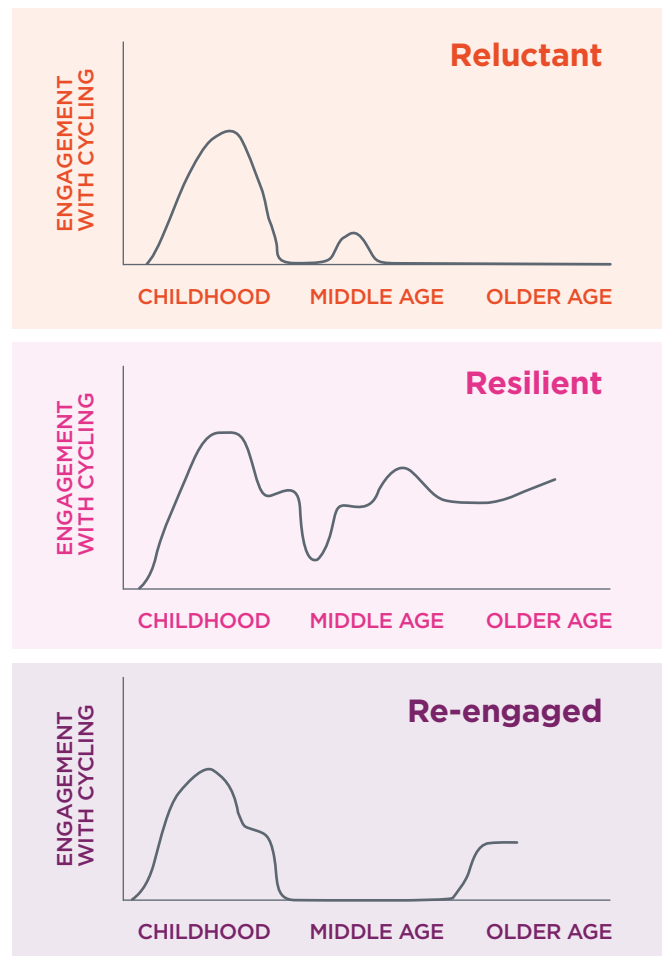 Reluctant
ENGAGEMENT
WITH CYCLING
CHILDHOOD MIDDLE AGE OLDER AGE
Resilient
ENGAGEMENT
WITH CYCLING
CHILDHOOD MIDDLE AGE OLDER AGE
Re-engaged
ENGAGEMENT
WITH CYCLING
CHILDHOOD MIDDLE AGE OLDER AGE